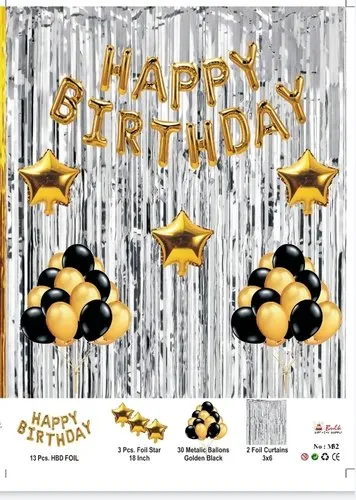 HAPPY
BIRTHDAY
HAPPY
BIRTHDAY
13 Pcs. HBD FOIL
3 Pcs. Foil Star
18 Inch
30 Metalic Ballons
Golden Black
2 Foil Curtains
3x6
No : M02